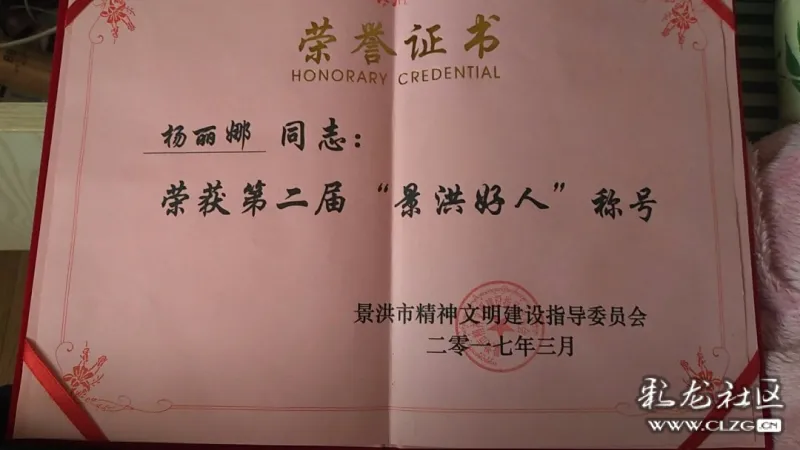 荣誉证书
HONORARY CREDENTIAL
杨丽娜 同志：
荣获第二届“景洪好人”称号
景洪市精神文明建设指导委员会
二零一七年三月
彩龙社区
WWW.CLZG.CN